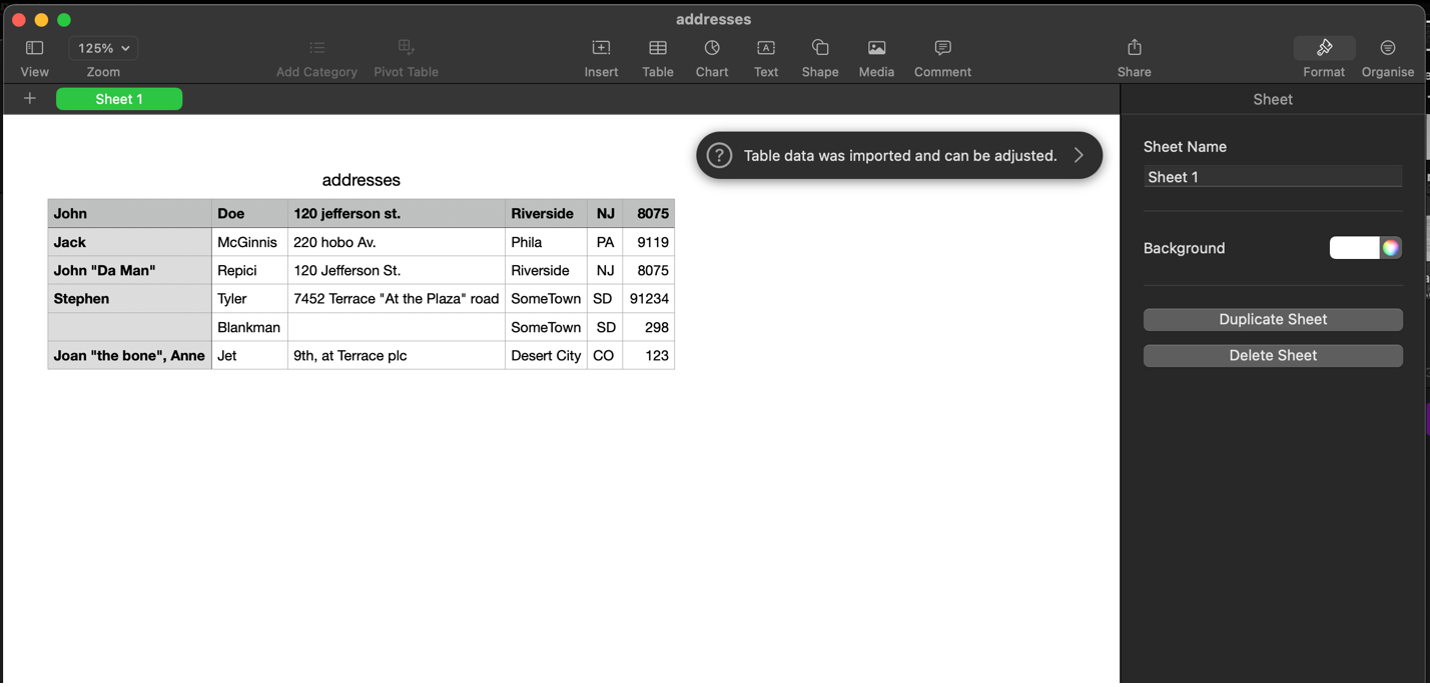 addresses
125%
View Zoom Add Category Pivot Table Insert Table Chart Text Shape Media Comment Share Format Organise
+ Sheet 1 Sheet
? Table data was imported and can be adjusted.
Sheet Name
Sheet 1
Background
Duplicate Sheet
Delete Sheet
addresses
John Doe 120 jefferson st. Riverside NJ 8075
Jack McGinnis 220 hobo Av. Phila PA 9119
John "Da Man" Repici 120 Jefferson St. Riverside NJ 8075
Stephen Tyler 7452 Terrace "At the Plaza" road SomeTown SD 91234
Blankman SomeTown SD 298
Joan "the bone", Anne Jet 9th, at Terrace plc Desert City CO 123